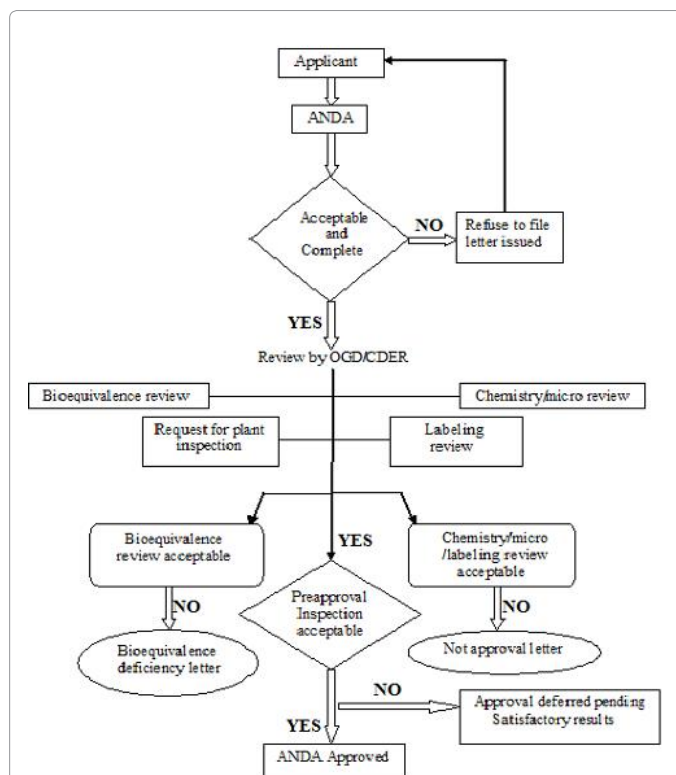 Applicant
ANDA
Acceptable
and
Complete
NO
Refuse to file
letter issued
YES
Review by OGD/CDER
Bioequivalence review
Chemistry/micro review
Request for plant
inspection
Labeling
review
Bioequivalence
review acceptable
YES
Chemistry/micro
/labeling review
acceptable
NO
Preapproval
Inspection
acceptable
NO
Bioequivalence
deficiency letter
Not approval letter
NO
YES
Approval deferred pending
Satisfactory results
ANDA Approved